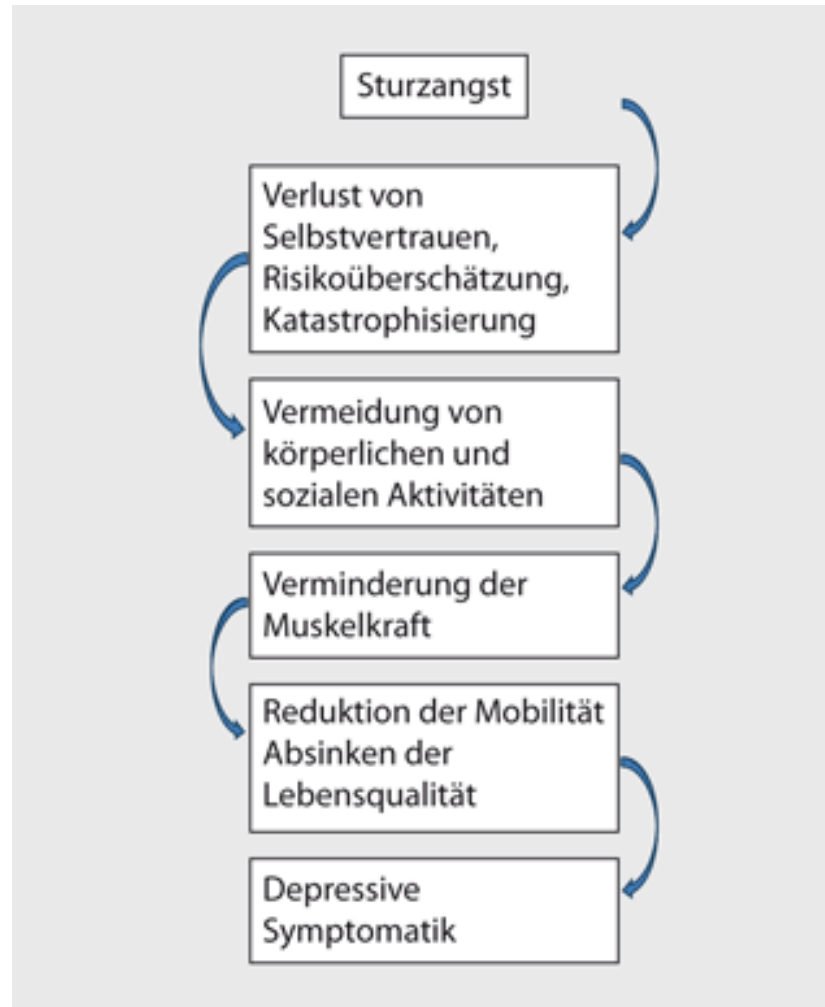 Sturzangst
Verlust von
Selbstvertrauen,
Risikoüberschätzung,
Katastrophisierung
Vermeidung von
körperlichen und
sozialen Aktivitäten
Verminderung der
Muskelkraft
Reduktion der Mobilität
Absinken der
Lebensqualität
Depressive
Symptomatik